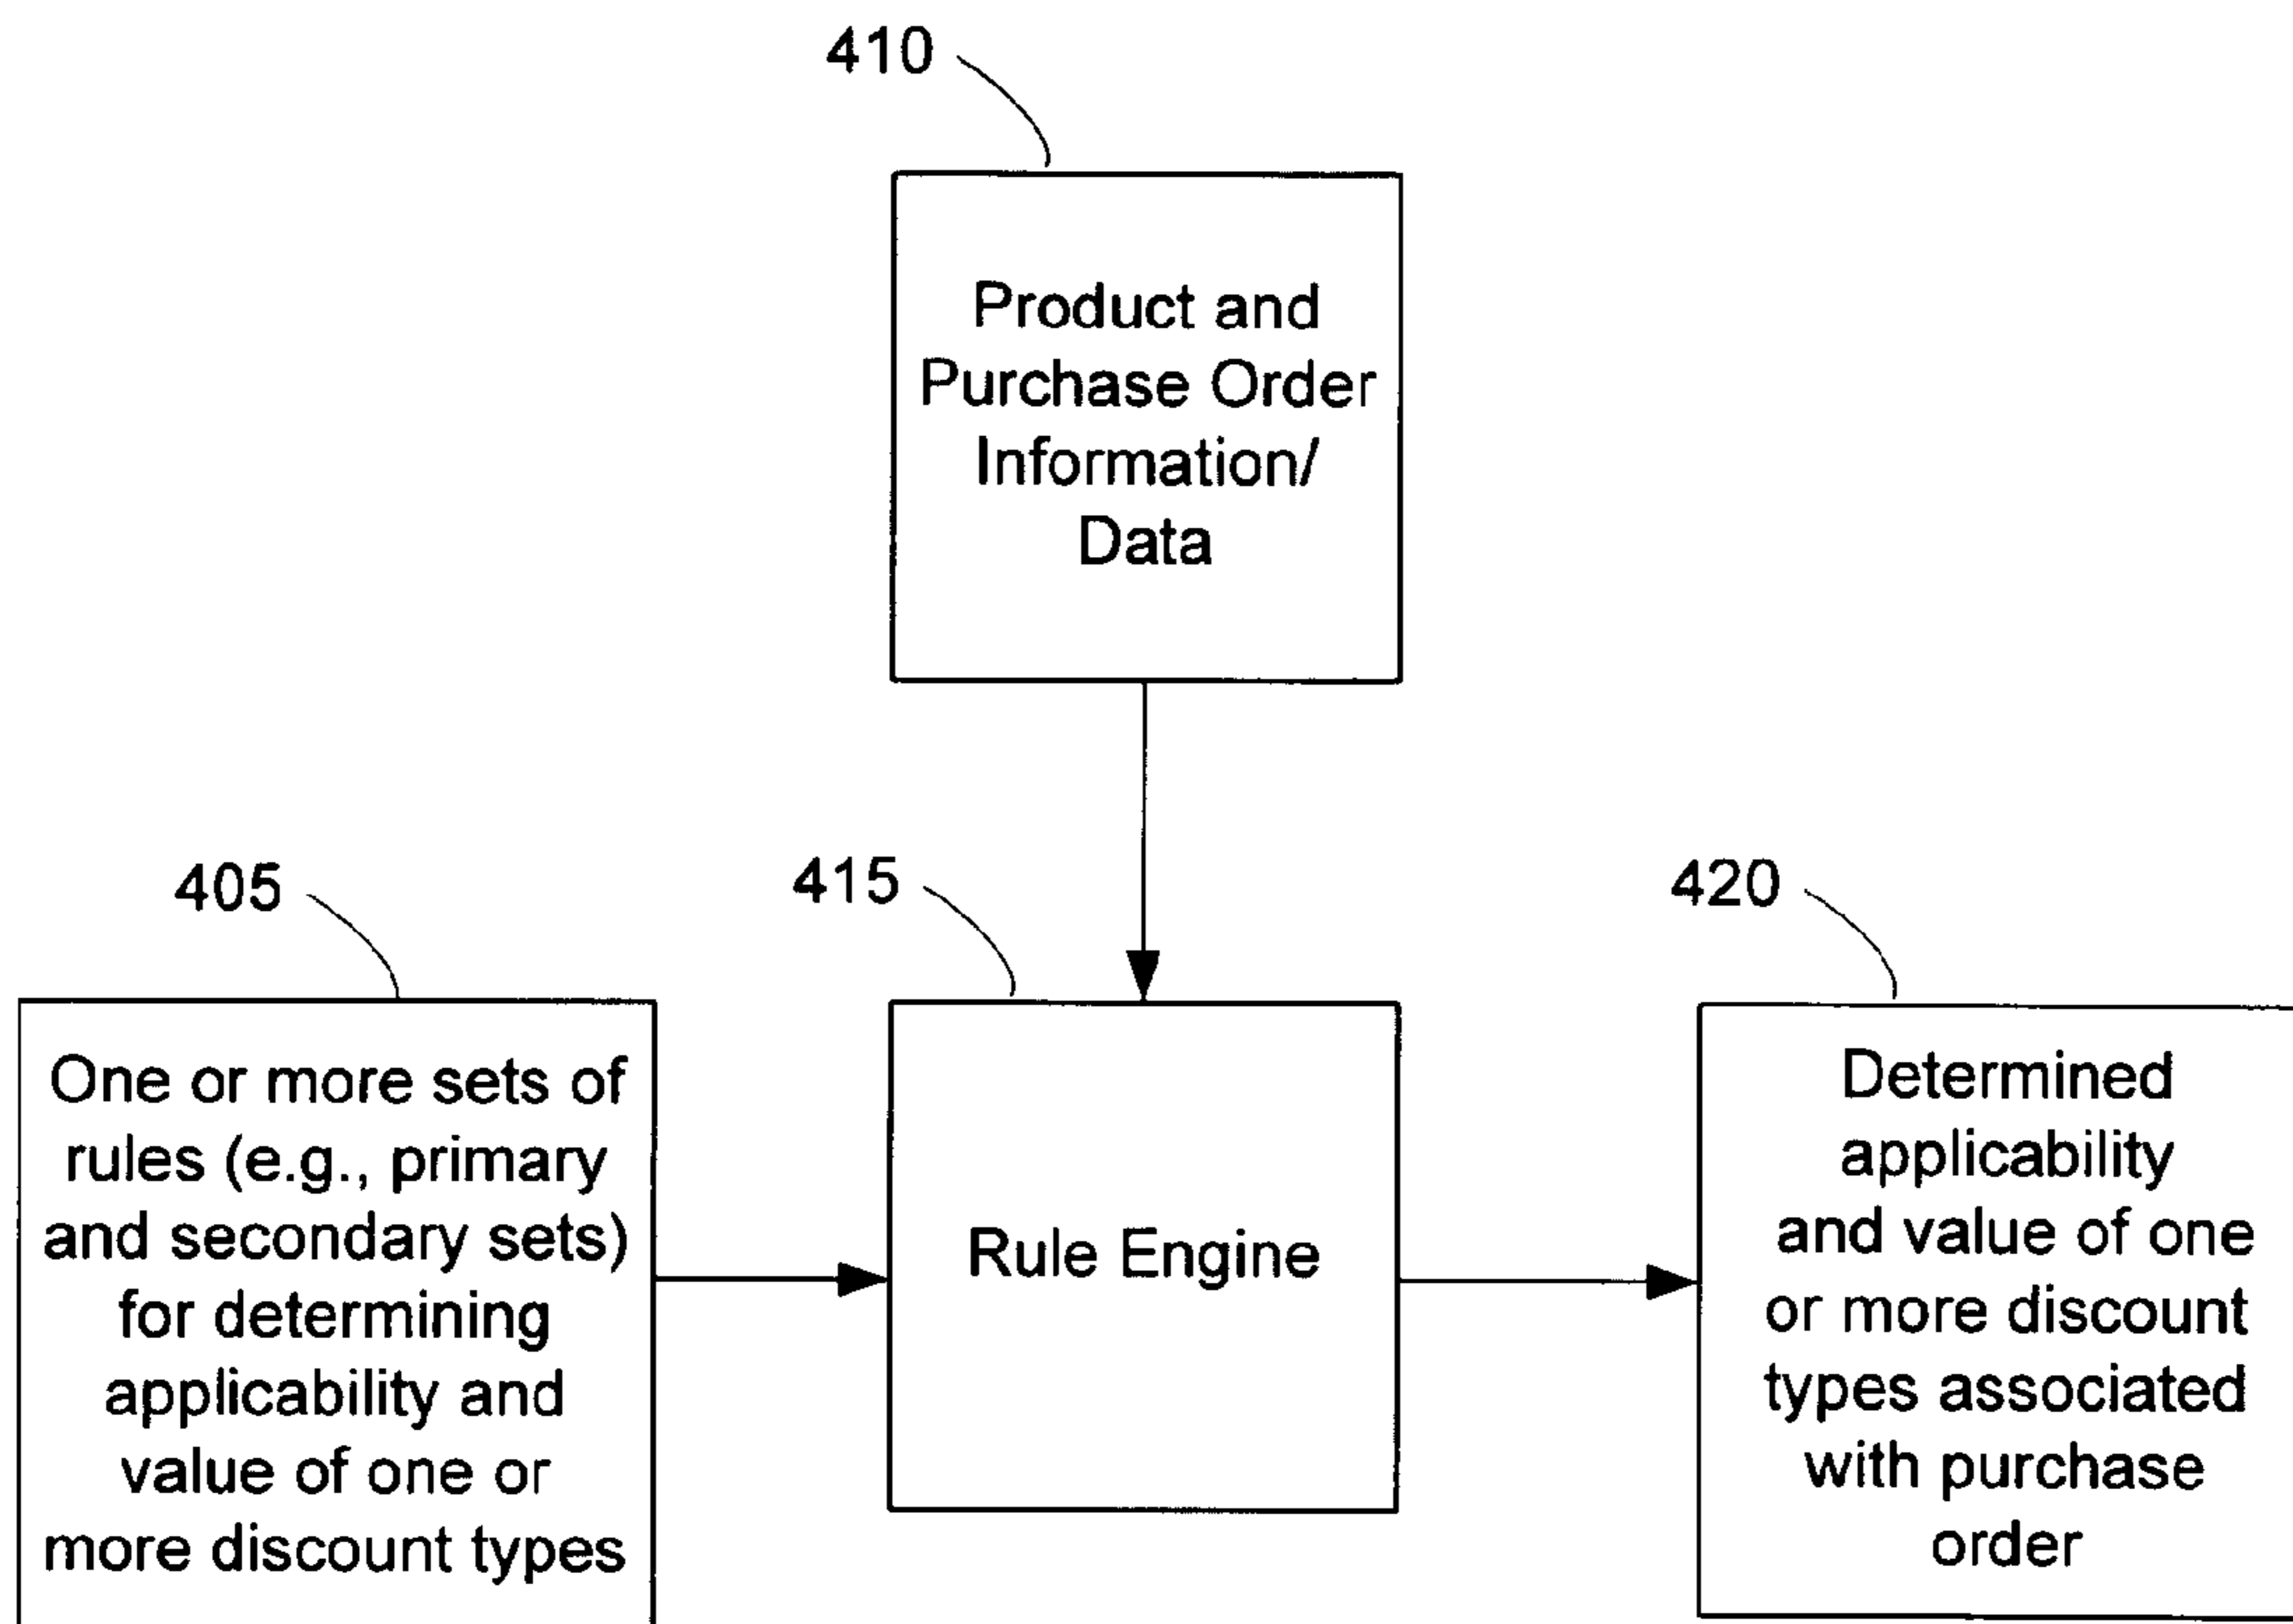 410
Product and
Purchase Order
Information/
Data
405
One or more sets of
rules (e.g., primary
and secondary sets)
for determining
applicability and
value of one or
more discount types
415
Rule Engine
420
Determined
applicability
and value of one
or more discount
types associated
with purchase
order